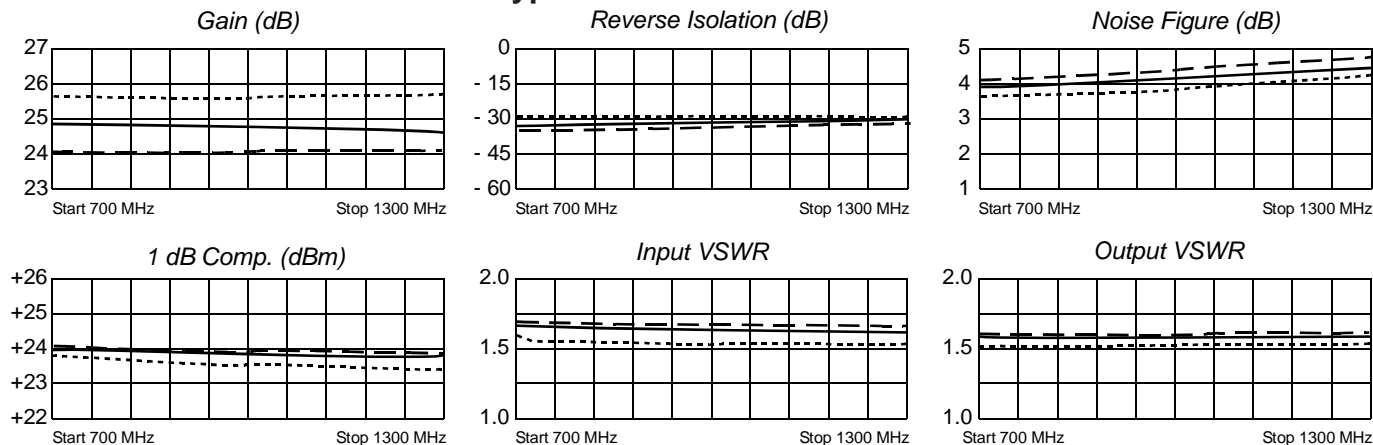 Gain (dB)
27
26
25
24
23
Start 700 MHz
Stop 1300 MHz
Reverse Isolation (dB)
0
- 15
- 30
- 45
- 60
Start 700 MHz
Stop 1300 MHz
Noise Figure (dB)
5
4
3
2
1
Start 700 MHz
Stop 1300 MHz
1 dB Comp. (dBm)
+26
+25
+24
+23
+22
Start 700 MHz
Stop 1300 MHz
Input VSWR
2.0
1.5
1.0
Start 700 MHz
Stop 1300 MHz
Output VSWR
2.0
1.5
1.0
Start 700 MHz
Stop 1300 MHz